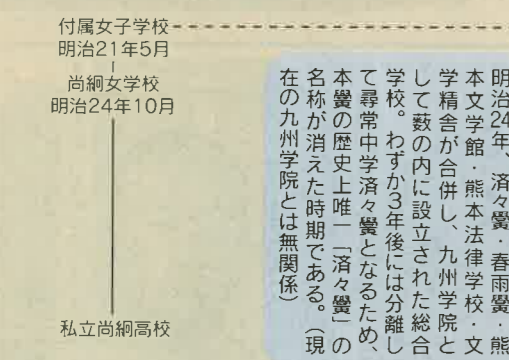 付属女子学校
明治21年5月
尚絅女学校
明治24年10月
私立尚絅高校
明治24年、済々黌・春雨黌・熊
本文学館・熊本法律学校・文
学精舎が合併し、九州学院と
して薮の内に設立された総合
学校。わずか3年後には分離し
て尋常中学済々黌となるため、
本黌の歴史上唯一「済々黌」の
名称が消えた時期である。（現
在の九州学院とは無関係）